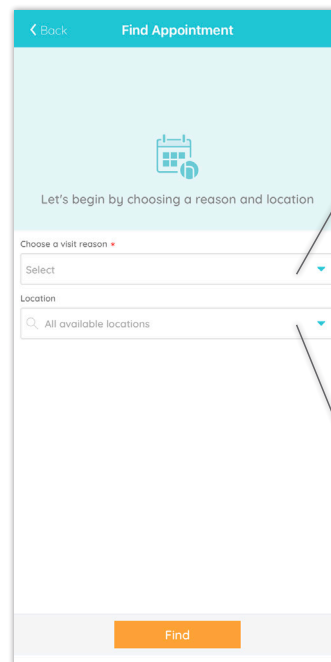 Back
Find Appointment
Let's begin by choosing a reason and location
Choose a visit reason *
Select
Location
All available locations
Find